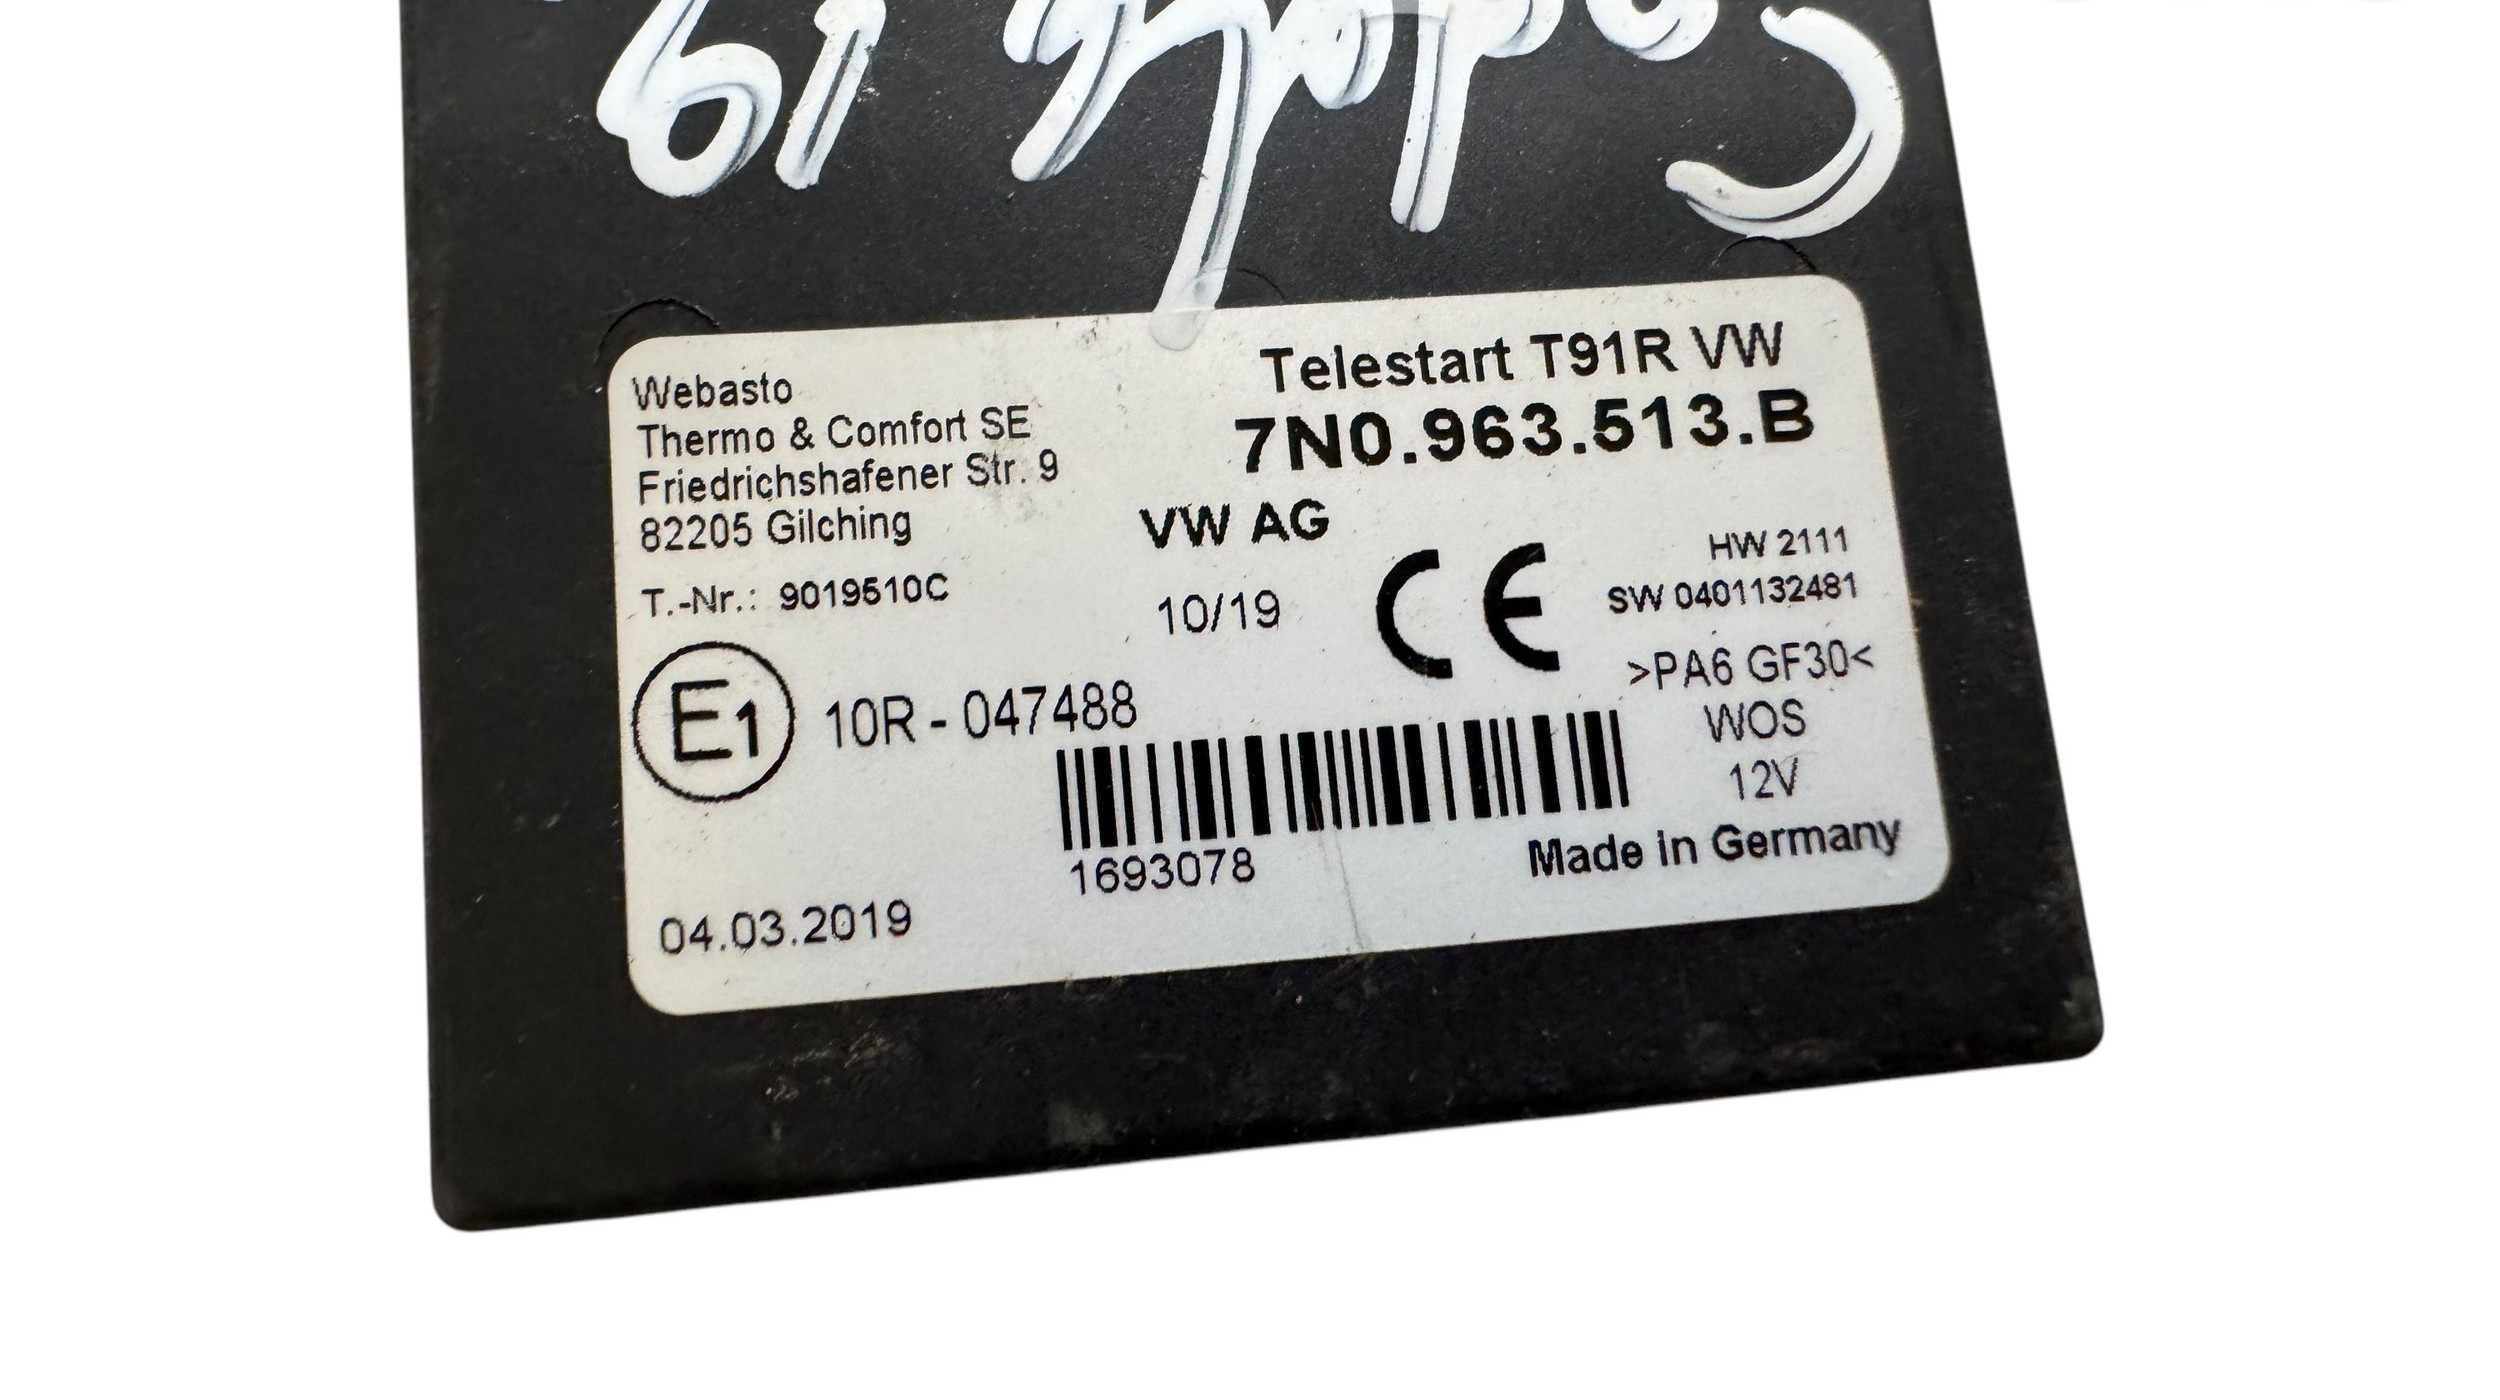 Webasto
Thermo & Comfort SE
Friedrichshafener Str. 9
82205 Gilching
T.-Nr.: 9019510C
Telestart T91R VW
7N0.963.513.B
VW AG
10/19
CE
HW 2111
SW 0401132481
>PA6 GF30<
WOS
12V
Made in Germany
E1
10R - 047488
1693078
04.03.2019